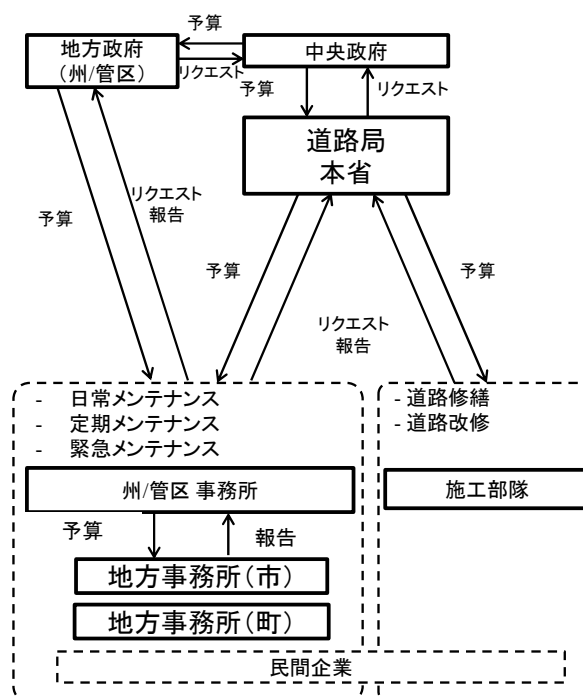 予算
地方政府
（州/管区）
中央政府
リクエスト
予算
リクエスト
道路局
本省
リクエスト
報告
予算
予算
予算
リクエスト
報告
- 日常メンテナンス
- 定期メンテナンス
- 緊急メンテナンス
- 道路修繕
- 道路改修
州/管区 事務所
施工部隊
予算
報告
地方事務所（市）
地方事務所（町）
民間企業